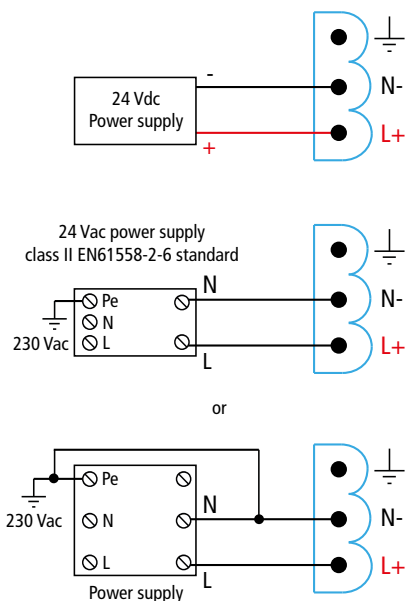 -
24 Vdc
Power supply
+
N-
L+
24 Vac power supply
class II EN61558-2-6 standard
Pe
N
L
230 Vac
N
L
N-
L+
or
Pe
N
L
230 Vac
N
L
Power supply
N-
L+